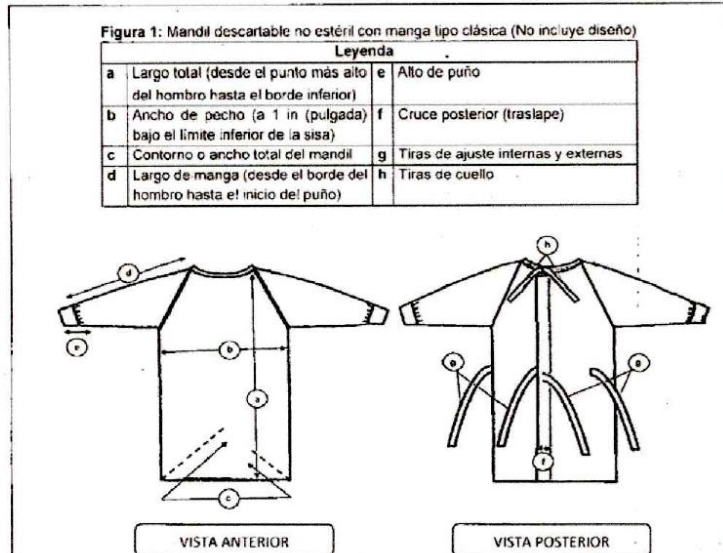 Figura 1: Mandil descartable no estéril con manga tipo clásica (No incluye diseño)
Leyenda
a Largo total (desde el punto más alto del hombro hasta el borde inferior) e Alto de puño
b Ancho de pecho (a 1 in (pulgada) bajo el límite inferior de la sisa) f Cruce posterior (traslape)
c Contorno o ancho total del mandil g Tiras de ajuste internas y externas
d Largo de manga (desde el borde del hombro hasta el inicio del puño) h Tiras de cuello
d
e
b
a
c
h
g
g
f
VISTA ANTERIOR
VISTA POSTERIOR